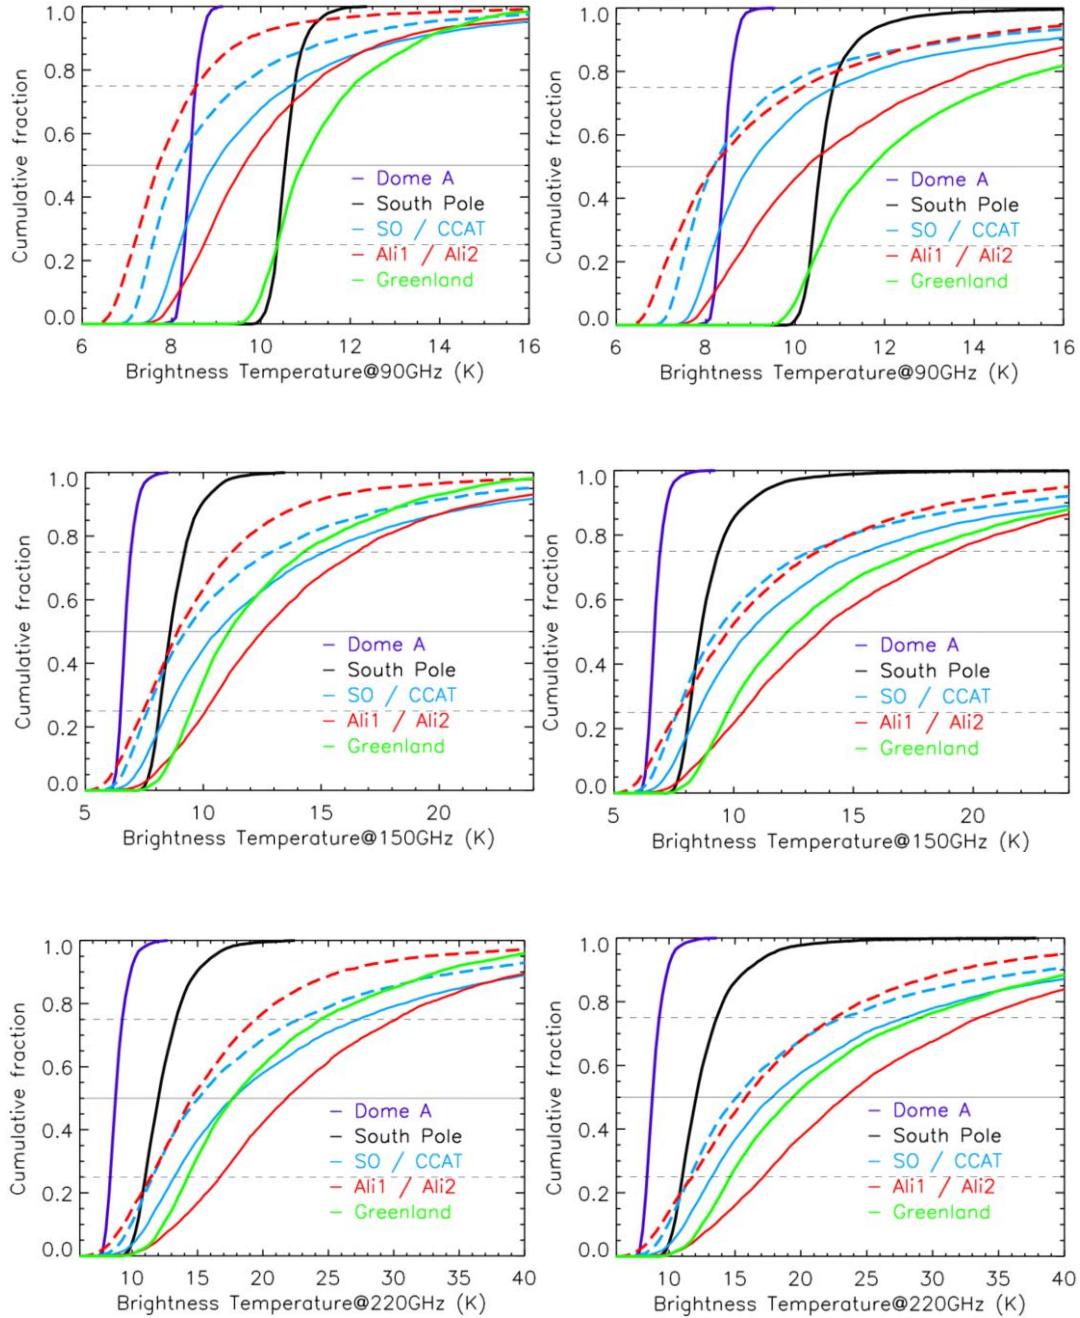 1.0
0.8
0.6
0.4
0.2
0.0
Cumulative fraction
– Dome A
– South Pole
– SO / CCAT
– Ali1 / Ali2
– Greenland
6 8 10 12 14 16
Brightness Temperature@90GHz (K)
1.0
0.8
0.6
0.4
0.2
0.0
Cumulative fraction
– Dome A
– South Pole
– SO / CCAT
– Ali1 / Ali2
– Greenland
6 8 10 12 14 16
Brightness Temperature@90GHz (K)
1.0
0.8
0.6
0.4
0.2
0.0
Cumulative fraction
– Dome A
– South Pole
– SO / CCAT
– Ali1 / Ali2
– Greenland
5 10 15 20
Brightness Temperature@150GHz (K)
1.0
0.8
0.6
0.4
0.2
0.0
Cumulative fraction
– Dome A
– South Pole
– SO / CCAT
– Ali1 / Ali2
– Greenland
5 10 15 20
Brightness Temperature@150GHz (K)
1.0
0.8
0.6
0.4
0.2
0.0
Cumulative fraction
– Dome A
– South Pole
– SO / CCAT
– Ali1 / Ali2
– Greenland
10 15 20 25 30 35 40
Brightness Temperature@220GHz (K)
1.0
0.8
0.6
0.4
0.2
0.0
Cumulative fraction
– Dome A
– South Pole
– SO / CCAT
– Ali1 / Ali2
– Greenland
10 15 20 25 30 35 40
Brightness Temperature@220GHz (K)